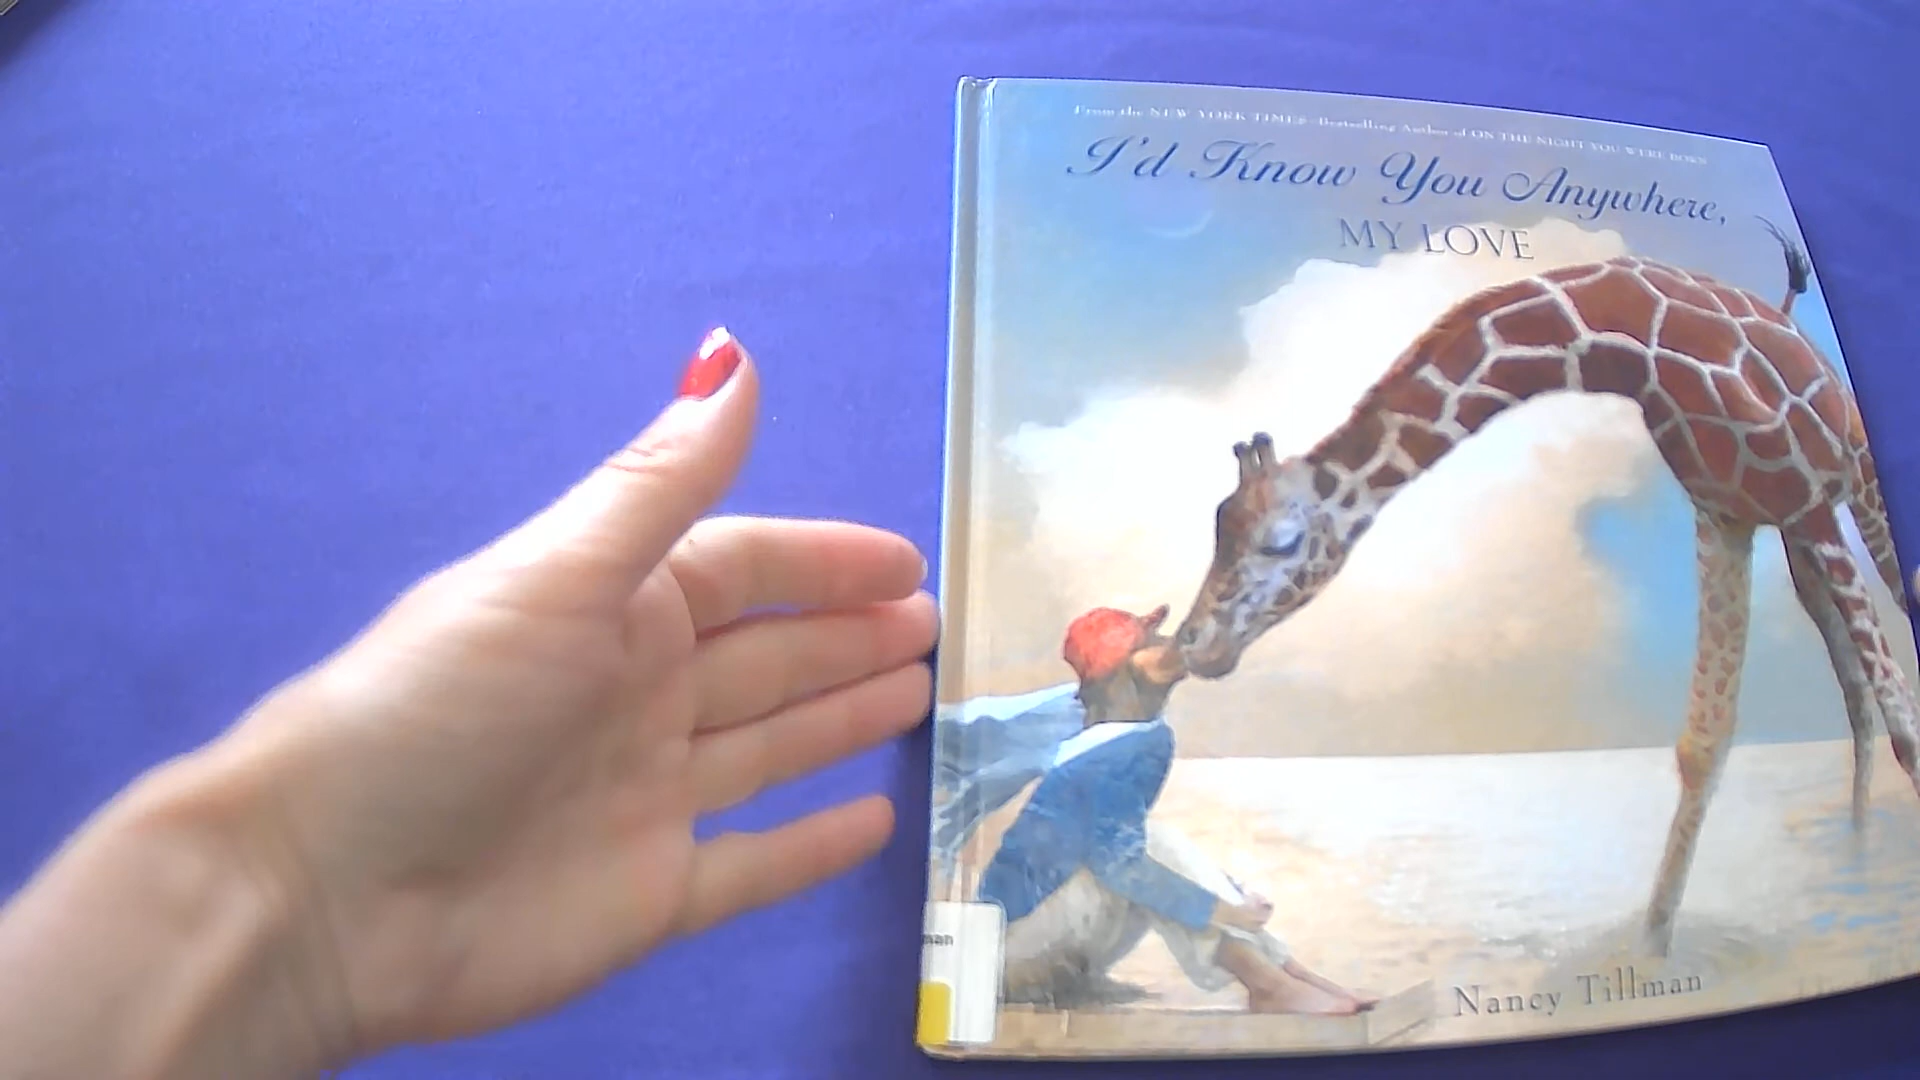 From the NEW YORK TIMES–Bestselling Author of ON THE NIGHT YOU WERE BORN
I'd Know You Anywhere,
MY LOVE
man
Nancy Tillman